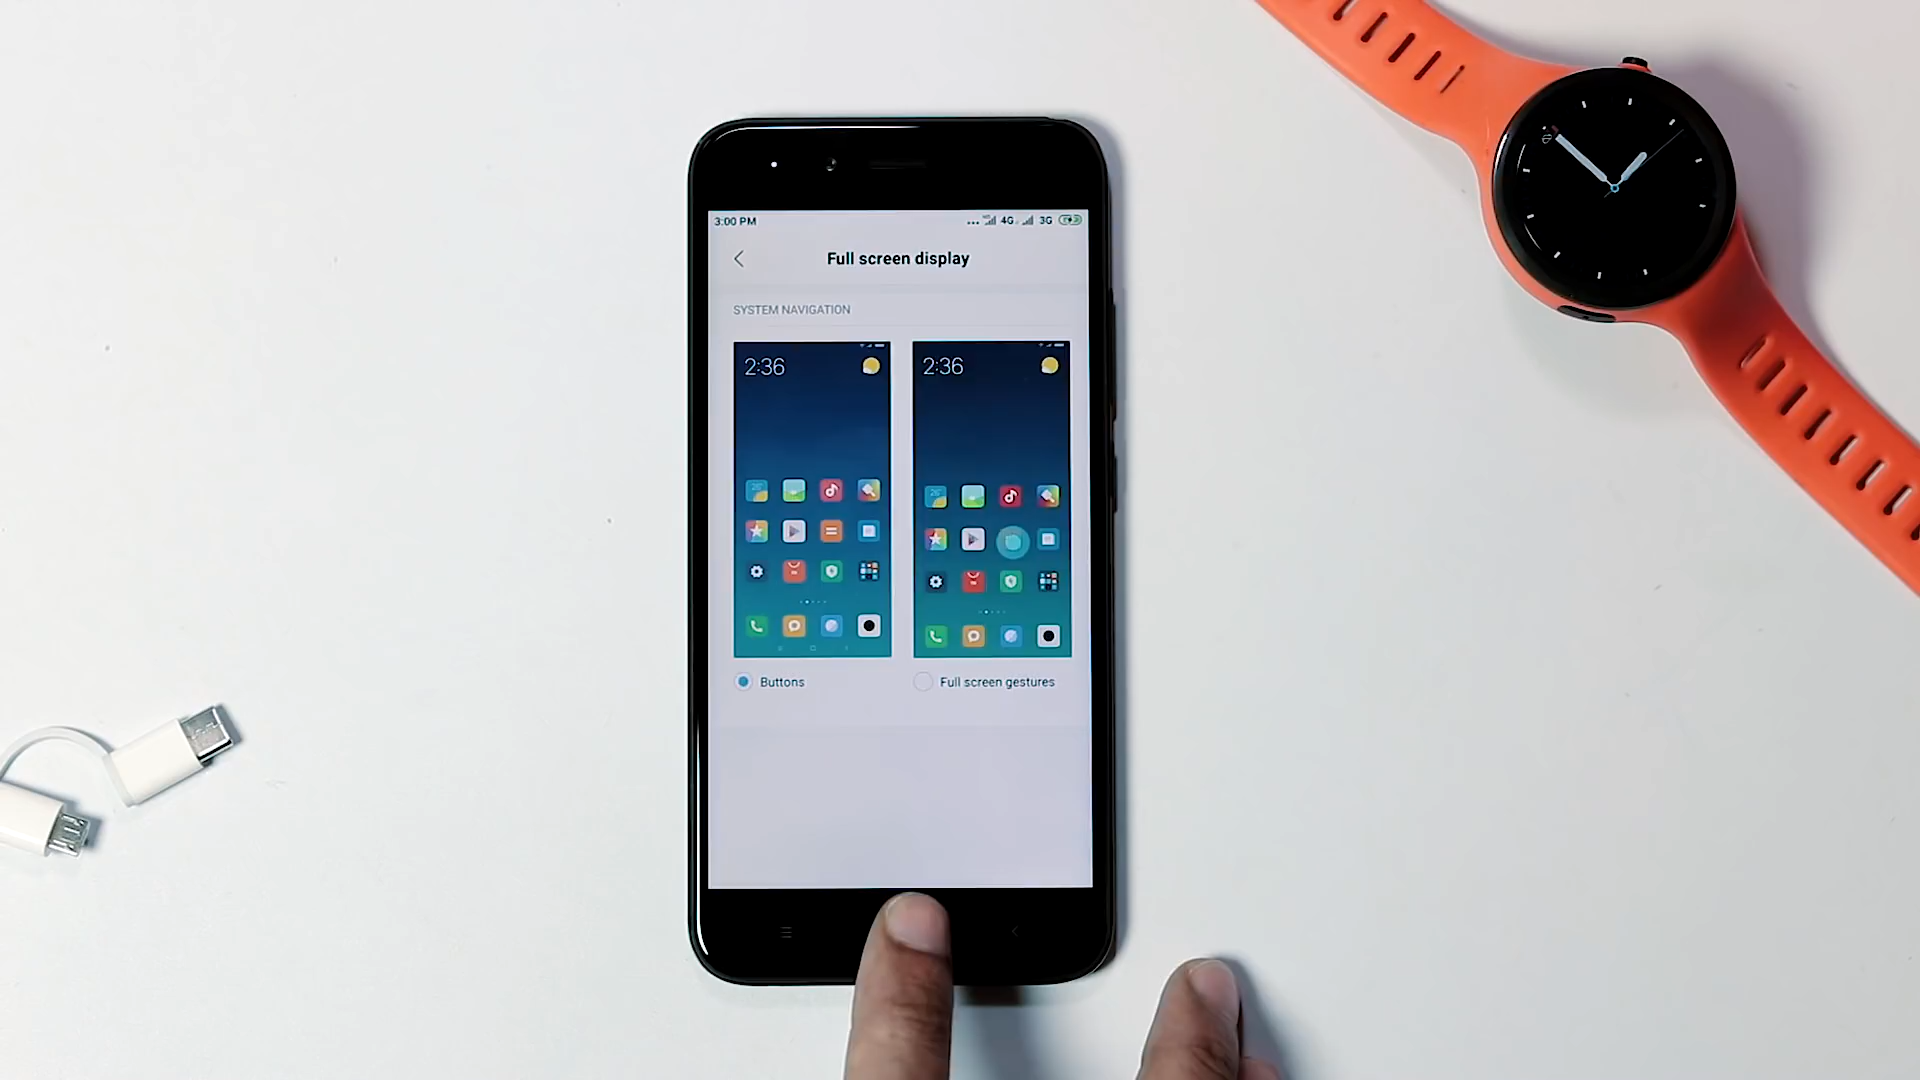 3:00 PM
4G 3G
Full screen display
SYSTEM NAVIGATION
2:36 2:36
Buttons Full screen gestures